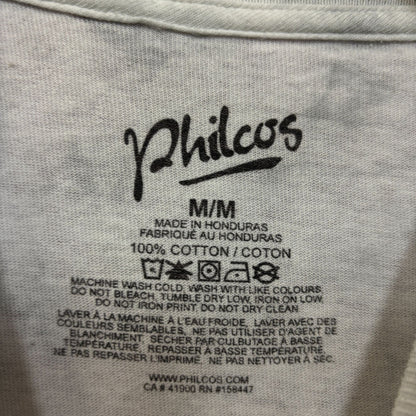 Philcos
M/M
MADE IN HONDURAS
FABRIQUÉ AU HONDURAS
100% COTTON / COTON
MACHINE WASH COLD, WASH WITH LIKE COLOURS,
DO NOT BLEACH, TUMBLE DRY LOW, IRON ON LOW,
DO NOT IRON PRINT, DO NOT DRY CLEAN
LAVER À LA MACHINE À L'EAU FROIDE, LAVER AVEC DES
COULEURS SEMBLABLES, NE PAS UTILISER D'AGENT DE
BLANCHIMENT, SÉCHER PAR CULBUTAGE À BASSE
TEMPÉRATURE, REPASSER À BASSE TEMPÉRATURE,
NE PAS REPASSER L'IMPRIMÉ, NE PAS NETTOYER À SEC.
WWW.PHILCOS.COM
CA # 41900 RN #158447